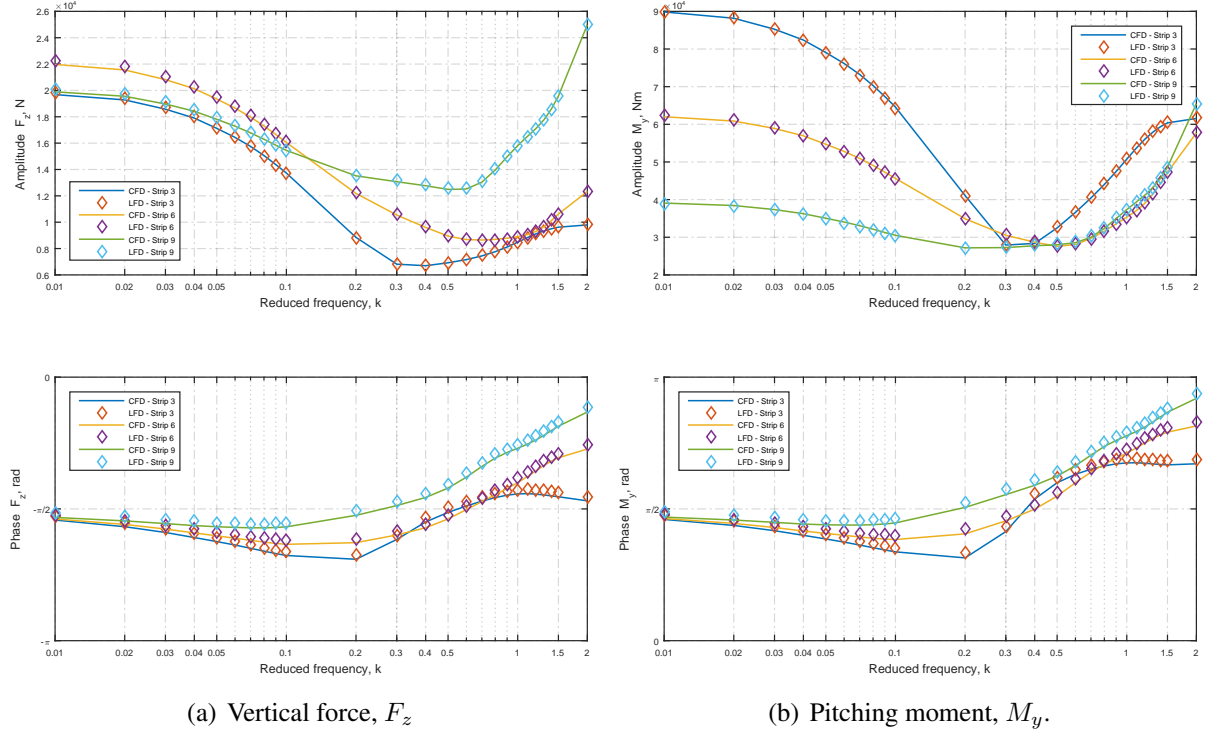 ×10⁴
2.6
2.4
2.2
2.0
1.8
1.6
1.4
1.2
1.0
0.8
0.6
Amplitude F_z, N
CFD - Strip 3
LFD - Strip 3
CFD - Strip 6
LFD - Strip 6
CFD - Strip 9
LFD - Strip 9
0.01 0.02 0.03 0.04 0.05 0.1 0.2 0.3 0.4 0.5 1 1.5 2
Reduced frequency, k
×10⁴
9
8
7
6
5
4
3
2
Amplitude M_y, Nm
CFD - Strip 3
LFD - Strip 3
CFD - Strip 6
LFD - Strip 6
CFD - Strip 9
LFD - Strip 9
0.01 0.02 0.03 0.04 0.05 0.1 0.2 0.3 0.4 0.5 1 1.5 2
Reduced frequency, k
0
-π/2
-π
Phase F_z, rad
CFD - Strip 3
LFD - Strip 3
CFD - Strip 6
LFD - Strip 6
CFD - Strip 9
LFD - Strip 9
0.01 0.02 0.03 0.04 0.05 0.1 0.2 0.3 0.4 0.5 1 1.5 2
Reduced frequency, k
π
π/2
0
Phase M_y, rad
CFD - Strip 3
LFD - Strip 3
CFD - Strip 6
LFD - Strip 6
CFD - Strip 9
LFD - Strip 9
0.01 0.02 0.03 0.04 0.05 0.1 0.2 0.3 0.4 0.5 1 1.5 2
Reduced frequency, k
(a) Vertical force, F_z
(b) Pitching moment, M_y.